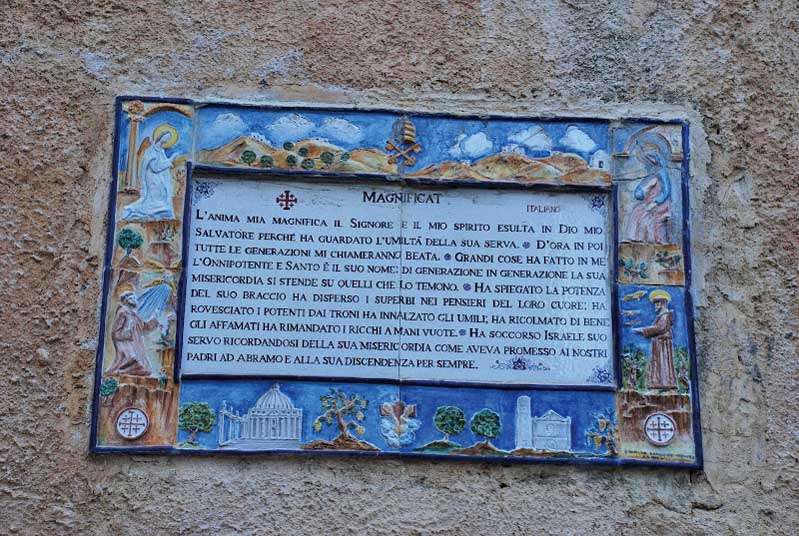 Magnificat
ITALIANO
L'anima mia magnifica il Signore e il mio spirito esulta in Dio mio
Salvatore perché ha guardato l'umiltà della sua serva. D'ora in poi
tutte le generazioni mi chiameranno beata. Grandi cose ha fatto in me
l'Onnipotente e Santo é il suo nome: di generazione in generazione la sua
misericordia si stende su quelli che lo temono. Ha spiegato la potenza
del suo braccio ha disperso i superbi nei pensieri del loro cuore; ha
rovesciato i potenti dai troni ha innalzato gli umili; ha ricolmato di bene
gli affamati ha rimandato i ricchi a mani vuote. Ha soccorso Israele suo
servo ricordandosi della sua misericordia come aveva promesso ai nostri
padri ad Abramo e alla sua discendenza per sempre.